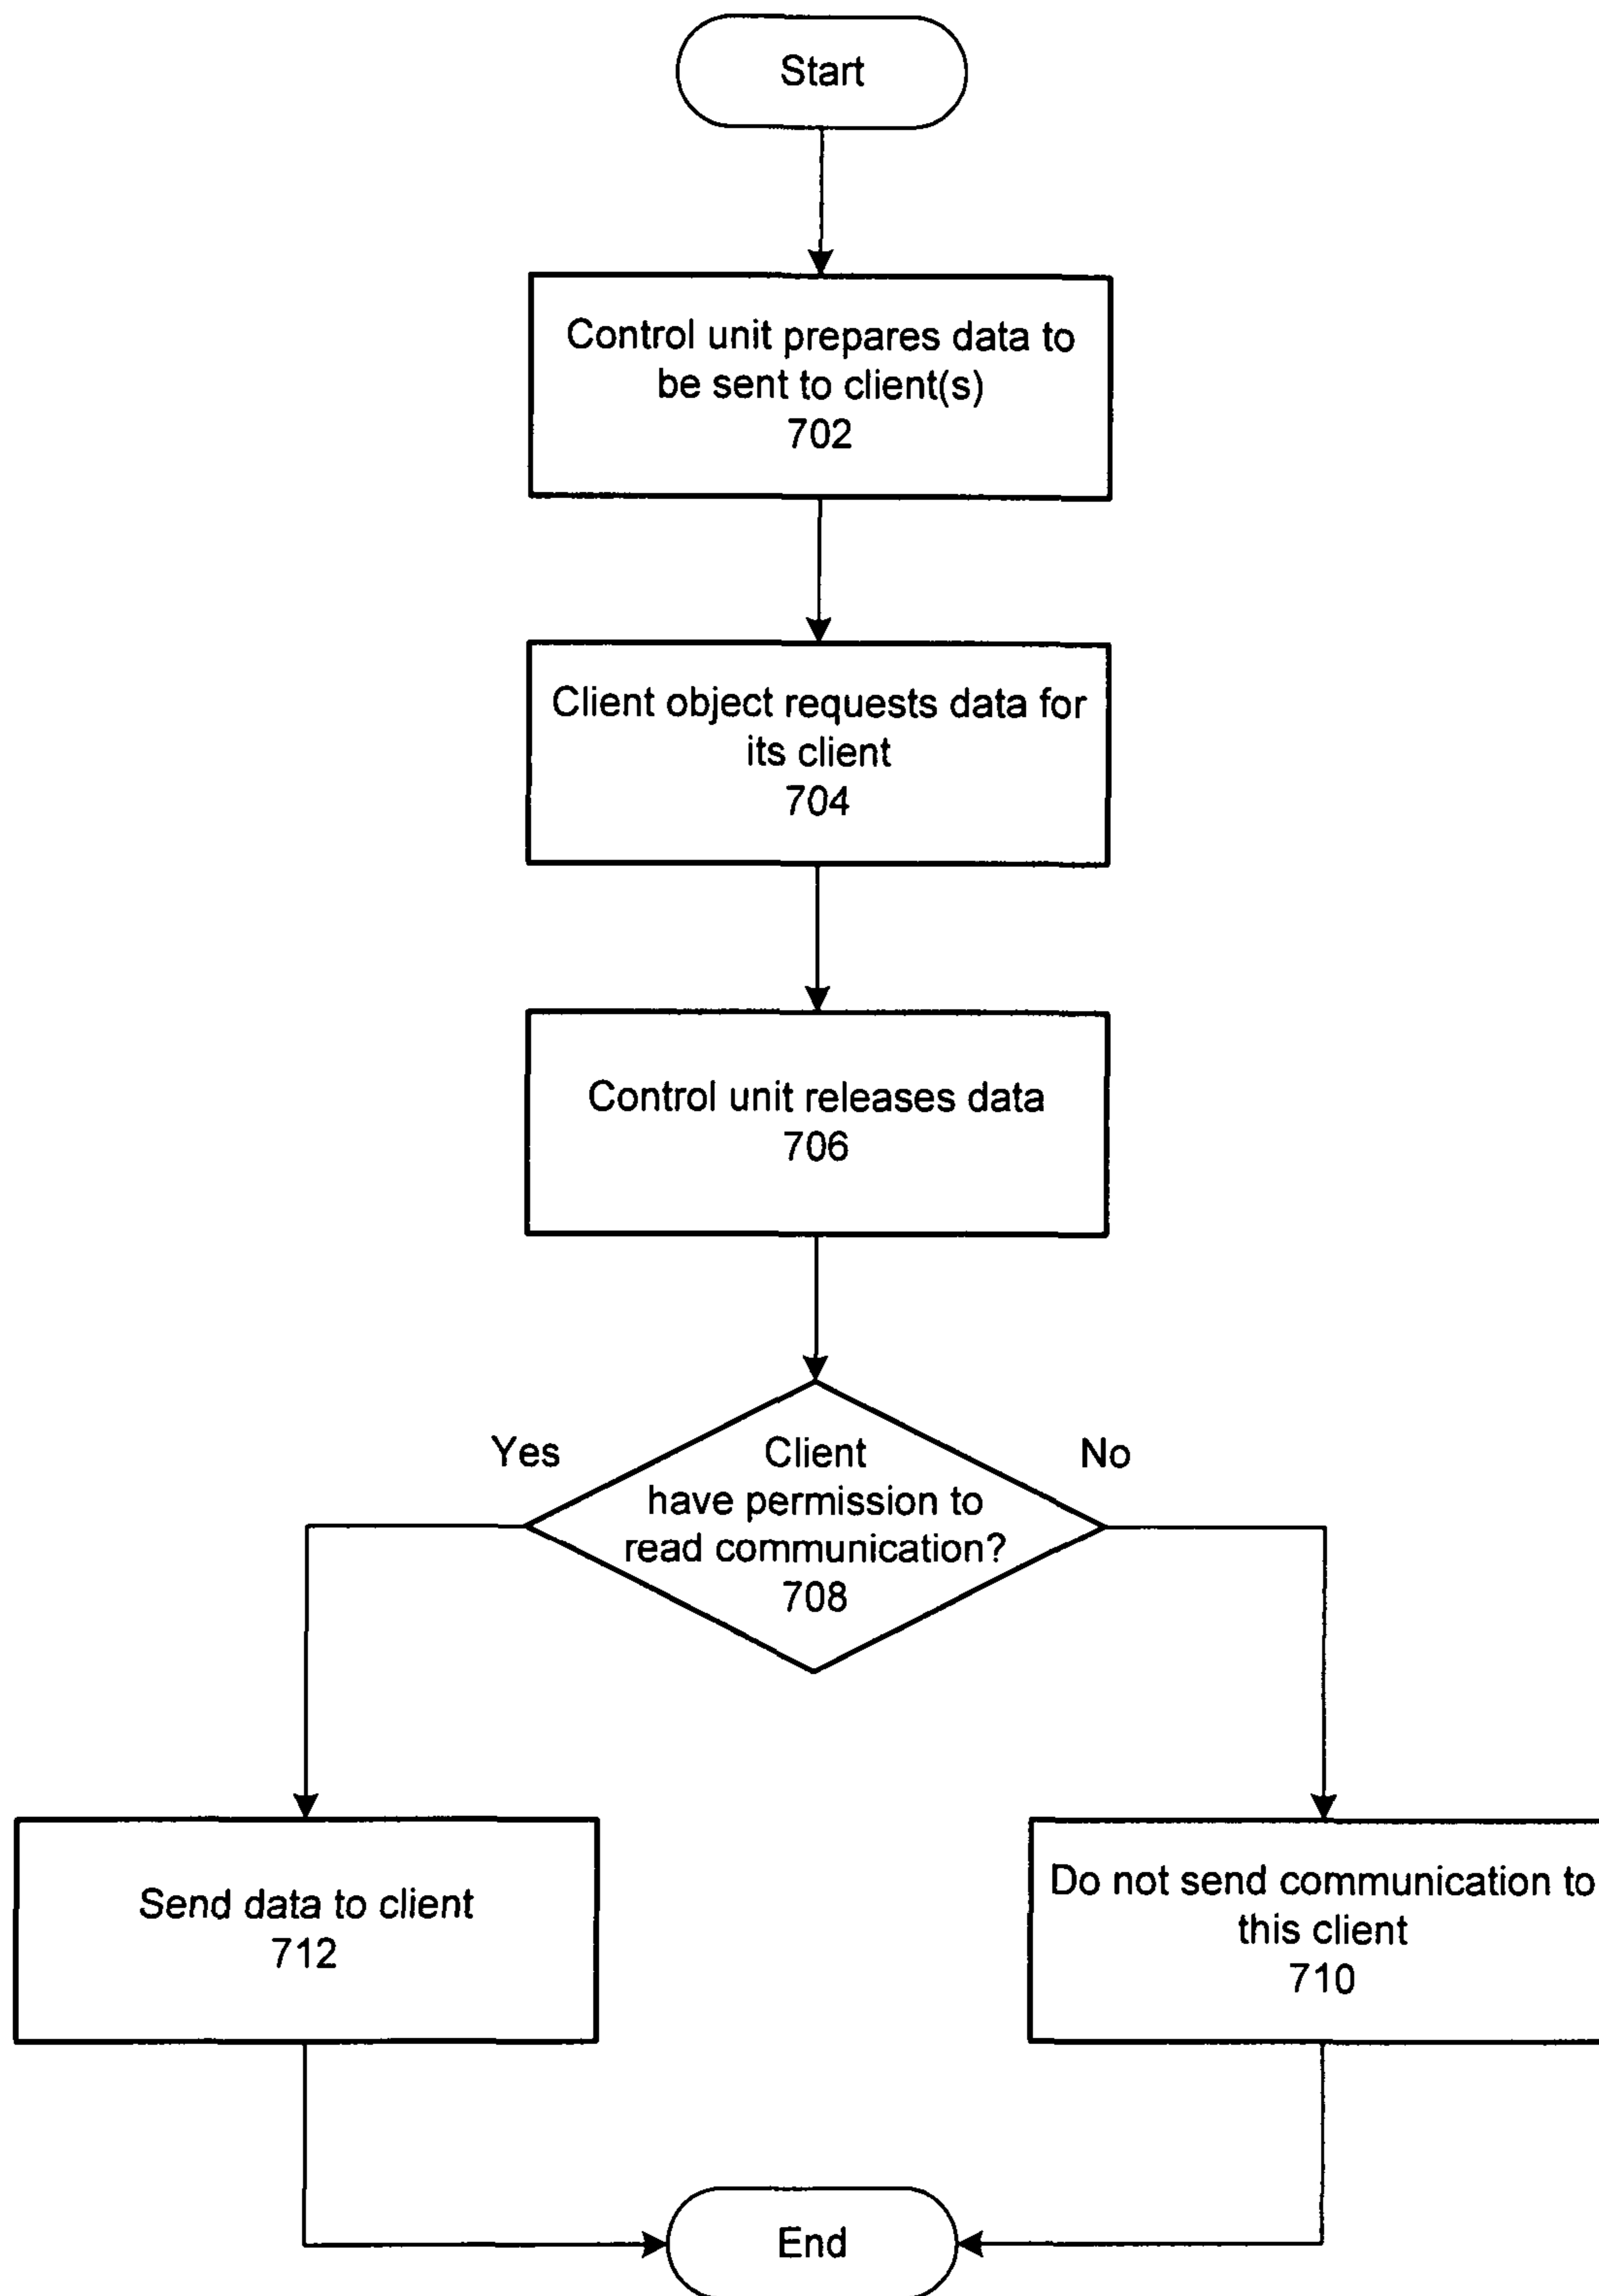 Start
Control unit prepares data to
be sent to client(s)
702
Client object requests data for
its client
704
Control unit releases data
706
Yes
No
Client
have permission to
read communication?
708
Send data to client
712
Do not send communication to
this client
710
End